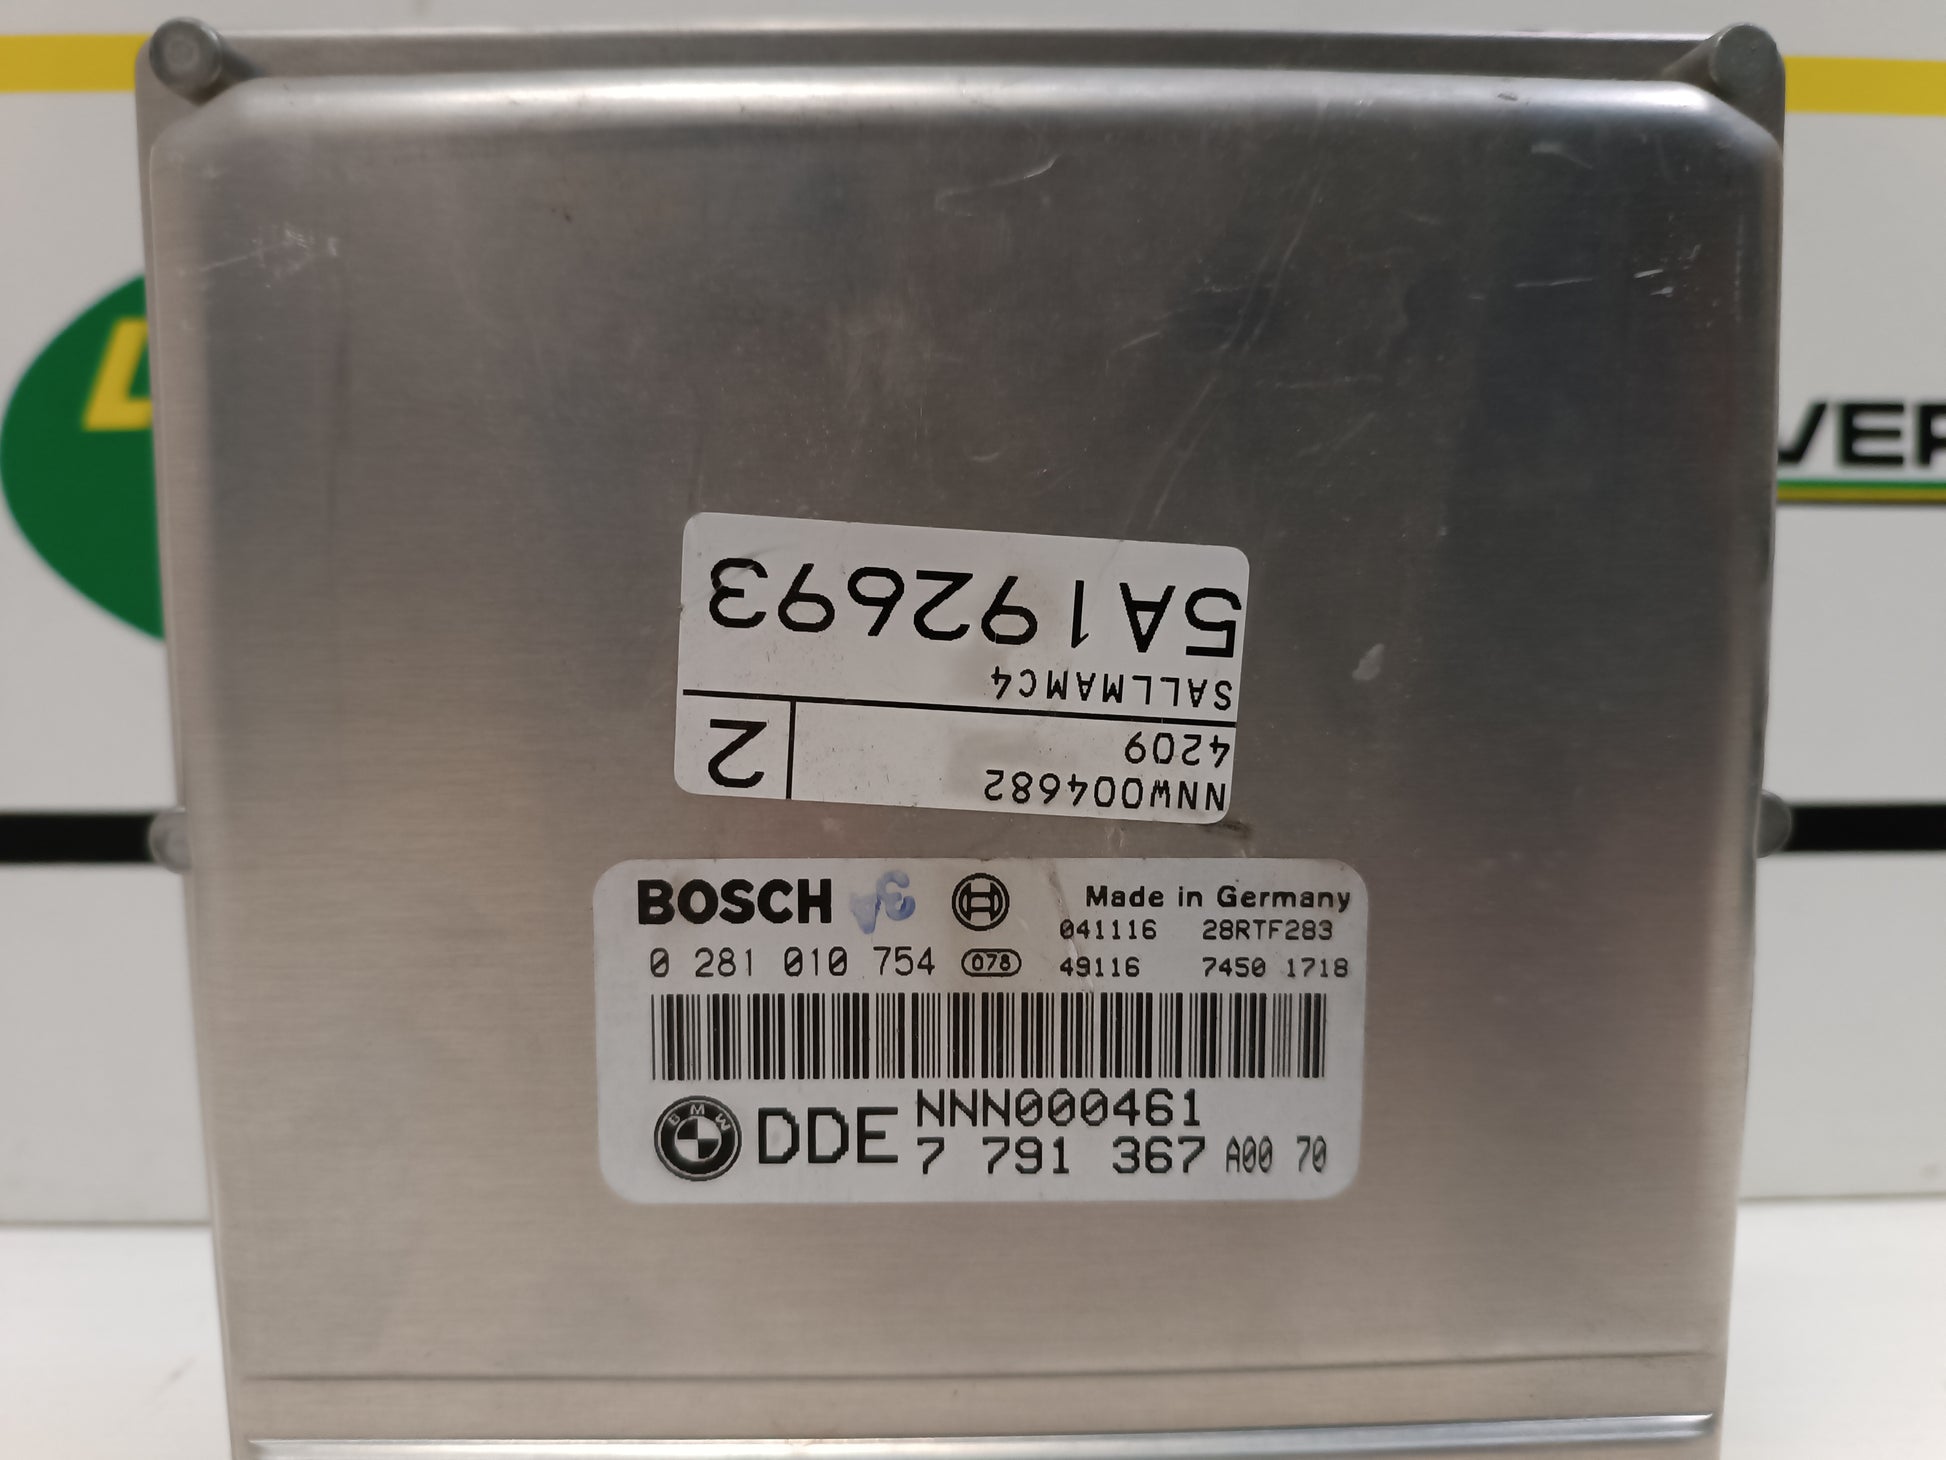 5A192693
SALLMAMC4
4209
NNW004682
2
BOSCH
Made in Germany
041116 28RTF283
0 281 010 754 078 49116 7450 1718
BMW
DDE NNN000461
7 791 367 A00 70